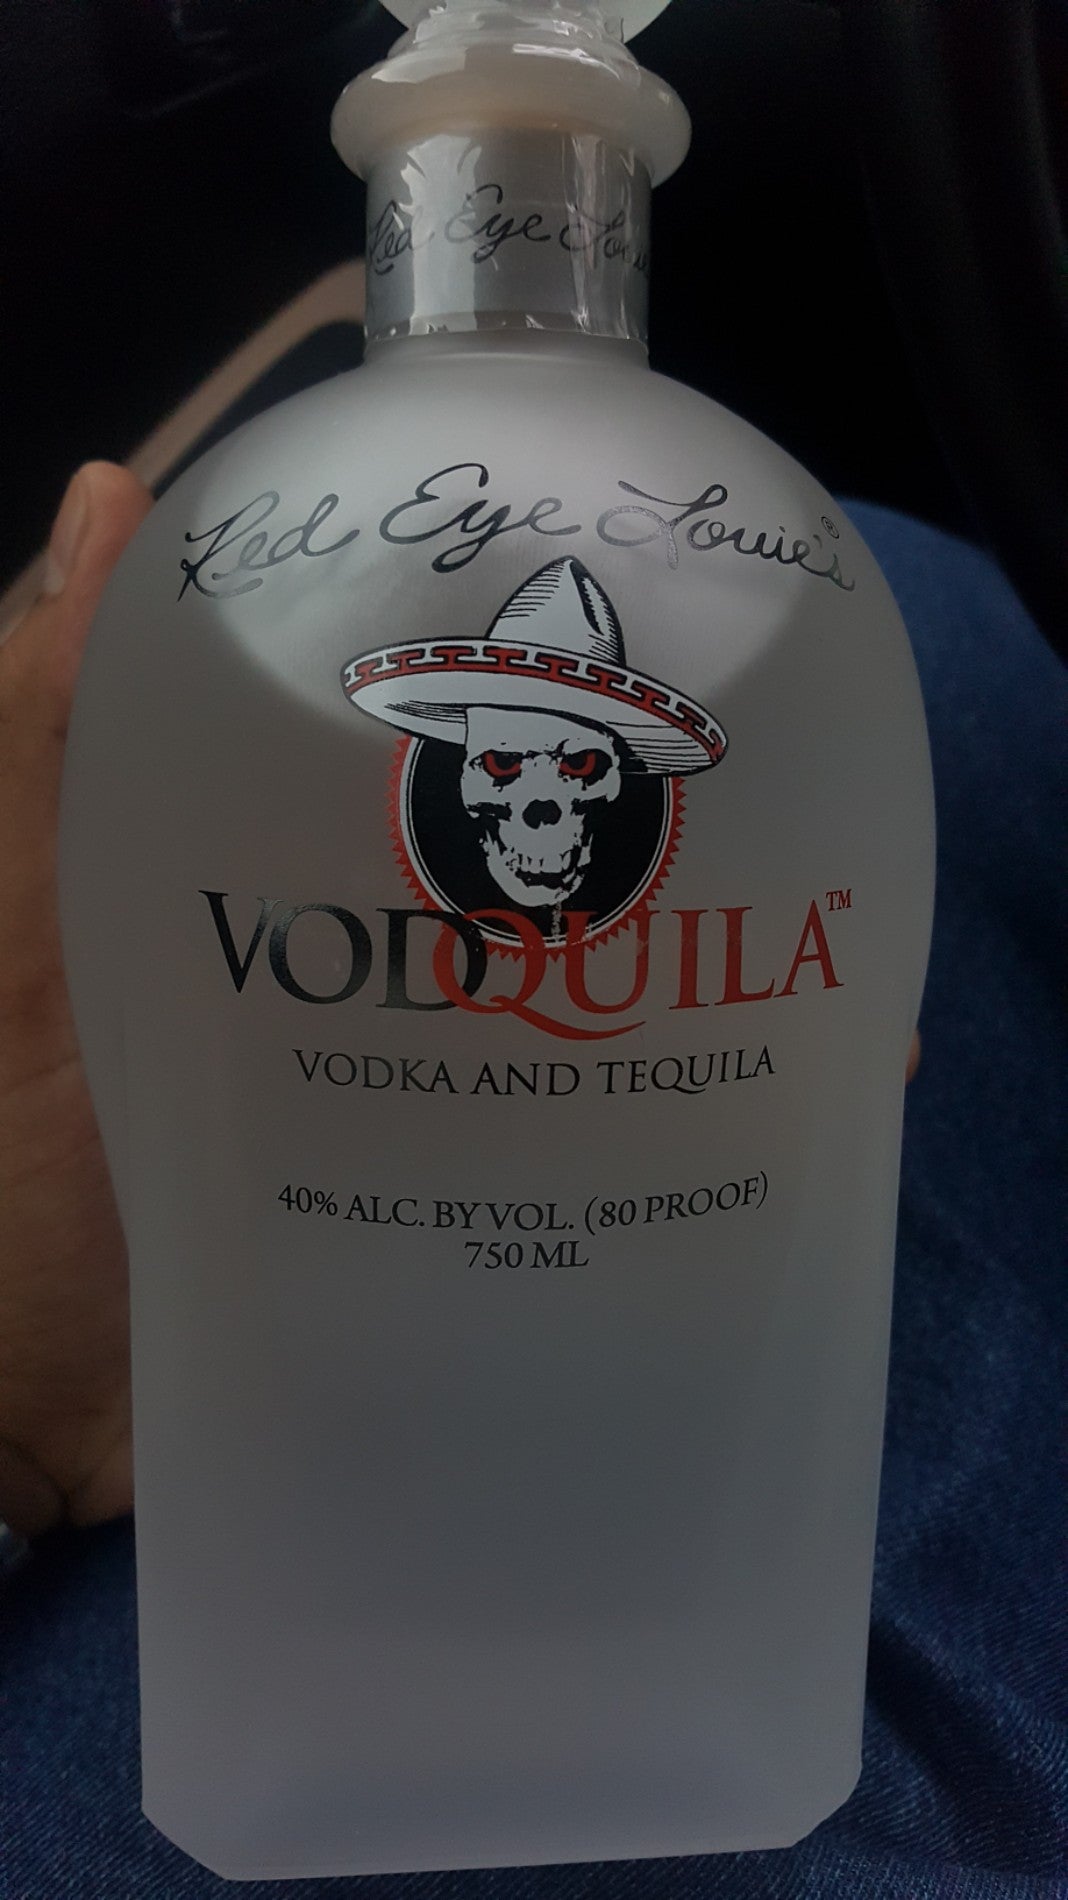 Red Eye Louie
Red Eye Louie's®
VODQUILA™
VODKA AND TEQUILA
40% ALC. BY VOL. (80 PROOF)
750 ML